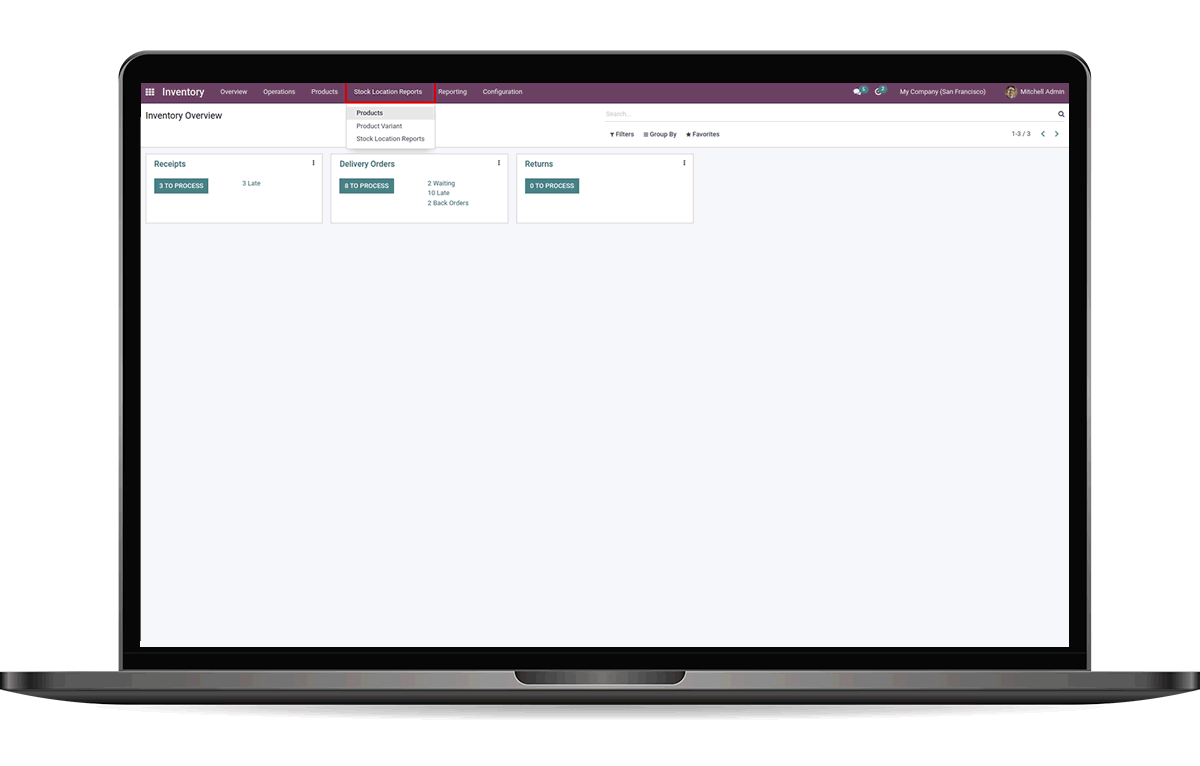 Inventory Overview Operations Products Stock Location Reports Reporting Configuration 5 2 My Company (San Francisco) Mitchell Admin
Inventory Overview
Products
Product Variant
Stock Location Reports
Search...
Filters Group By Favorites 1-3 / 3
Receipts
3 TO PROCESS
3 Late
Delivery Orders
8 TO PROCESS
2 Waiting
10 Late
2 Back Orders
Returns
0 TO PROCESS